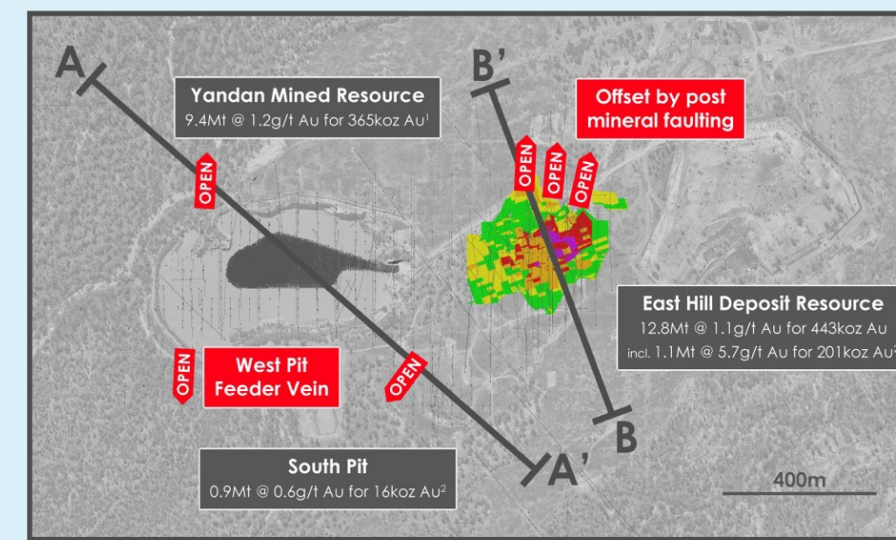 A
Yandan Mined Resource
9.4Mt @ 1.2g/t Au for 365koz Au¹
B'
Offset by post
mineral faulting
OPEN
OPEN
OPEN
OPEN
East Hill Deposit Resource
12.8Mt @ 1.1g/t Au for 443koz Au
incl. 1.1Mt @ 5.7g/t Au for 201koz Au
OPEN
West Pit
Feeder Vein
OPEN
B
South Pit
0.9Mt @ 0.6g/t Au for 16koz Au²
A'
400m